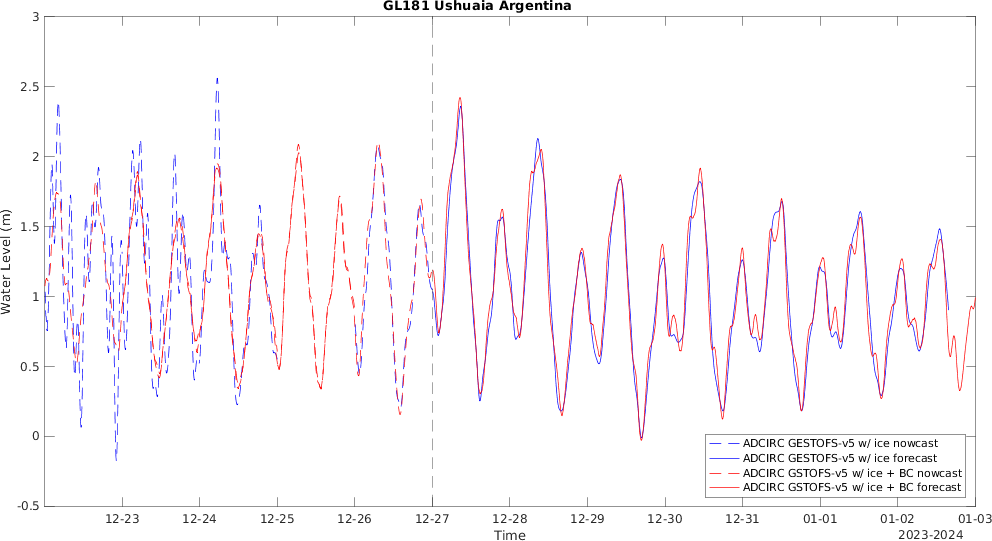 GL181 Ushuaia Argentina
Water Level (m)
3
2.5
2
1.5
1
0.5
0
-0.5
ADCIRC GESTOFS-v5 w/ ice nowcast
ADCIRC GESTOFS-v5 w/ ice forecast
ADCIRC GSTOFS-v5 w/ ice + BC nowcast
ADCIRC GSTOFS-v5 w/ ice + BC forecast
12-23 12-24 12-25 12-26 12-27 12-28 12-29 12-30 12-31 01-01 01-02 01-03
Time
2023-2024